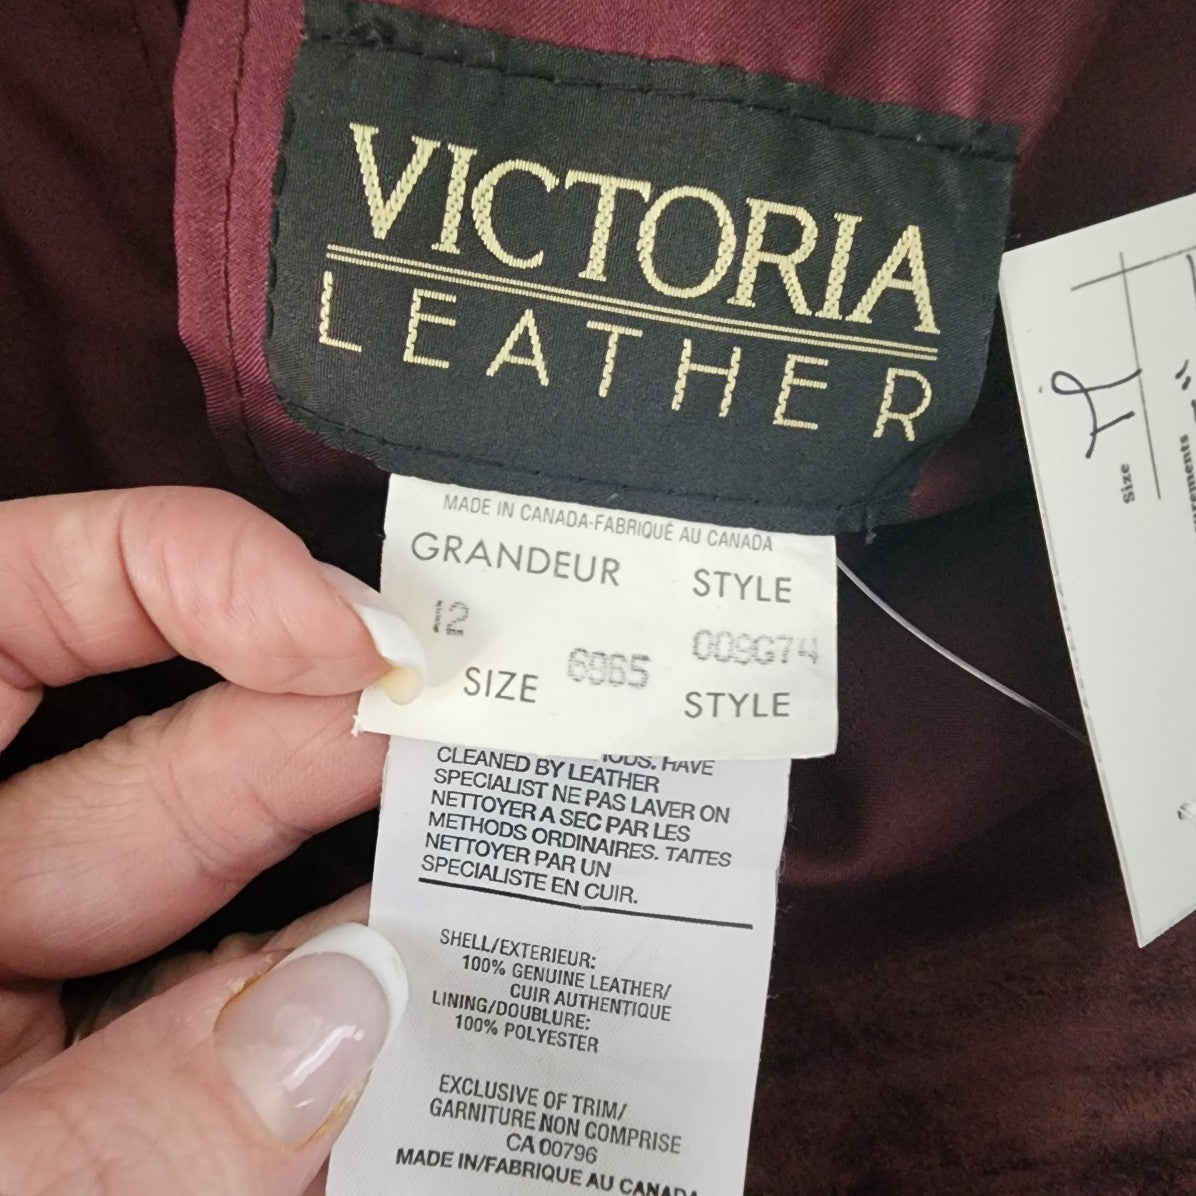 VICTORIA
LEATHER
MADE IN CANADA-FABRIQUÉ AU CANADA
GRANDEUR STYLE
12 6965 009G74
SIZE STYLE
HAVE
CLEANED BY LEATHER
SPECIALIST NE PAS LAVER ON
NETTOYER A SEC PAR LES
METHODS ORDINAIRES. TAITES
NETTOYER PAR UN
SPECIALISTE EN CUIR.
SHELL/EXTERIEUR:
100% GENUINE LEATHER/
CUIR AUTHENTIQUE
LINING/DOUBLURE:
100% POLYESTER
EXCLUSIVE OF TRIM/
GARNITURE NON COMPRISE
CA 00796
MADE IN/FABRIQUE AU CANADA
Size